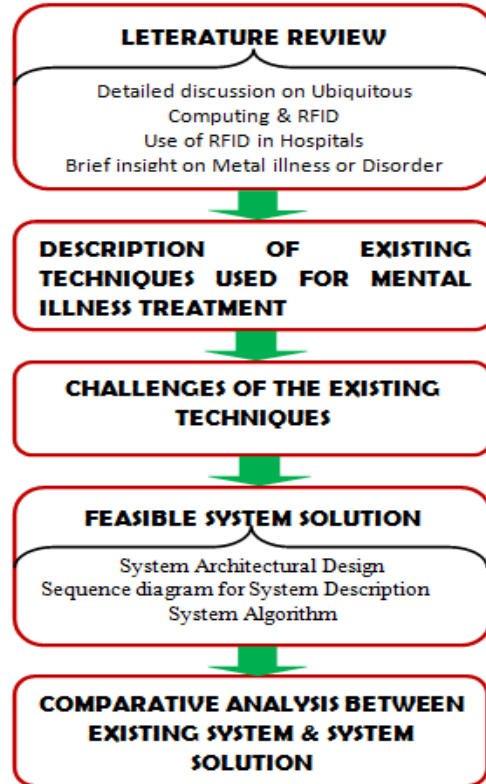 LETERATURE REVIEW
Detailed discussion on Ubiquitous
Computing & RFID
Use of RFID in Hospitals
Brief insight on Metal illness or Disorder
DESCRIPTION OF EXISTING
TECHNIQUES USED FOR MENTAL
ILLNESS TREATMENT
CHALLENGES OF THE EXISTING
TECHNIQUES
FEASIBLE SYSTEM SOLUTION
System Architectural Design
Sequence diagram for System Description
System Algorithm
COMPARATIVE ANALYSIS BETWEEN
EXISTING SYSTEM & SYSTEM
SOLUTION